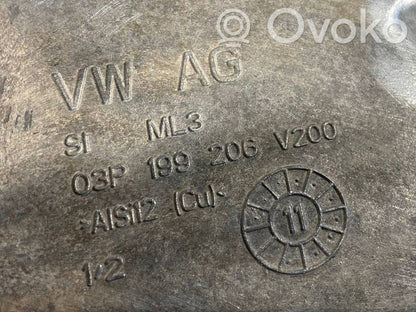 Ovoko
VW AG
SI ML3
03P 199 206 V200
>AlSi12 (Cu)<
11
1/2